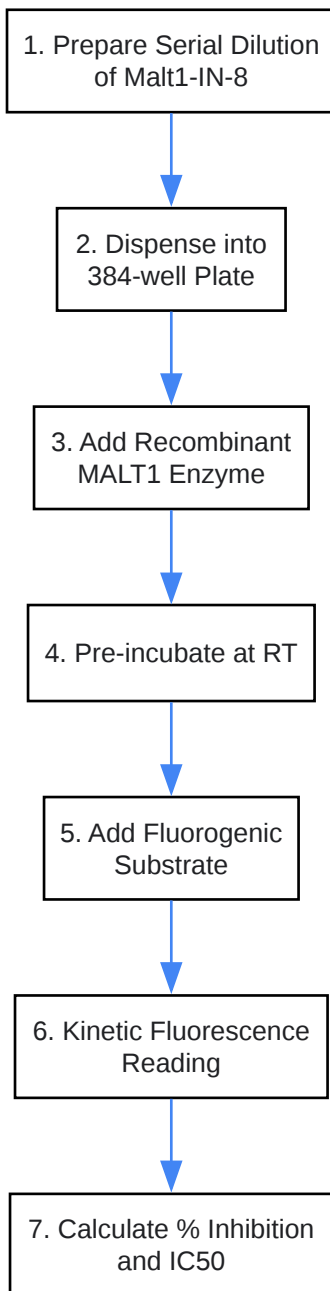 1. Prepare Serial Dilution
of Malt1-IN-8
2. Dispense into
384-well Plate
3. Add Recombinant
MALT1 Enzyme
4. Pre-incubate at RT
5. Add Fluorogenic
Substrate
6. Kinetic Fluorescence
Reading
7. Calculate % Inhibition
and IC50